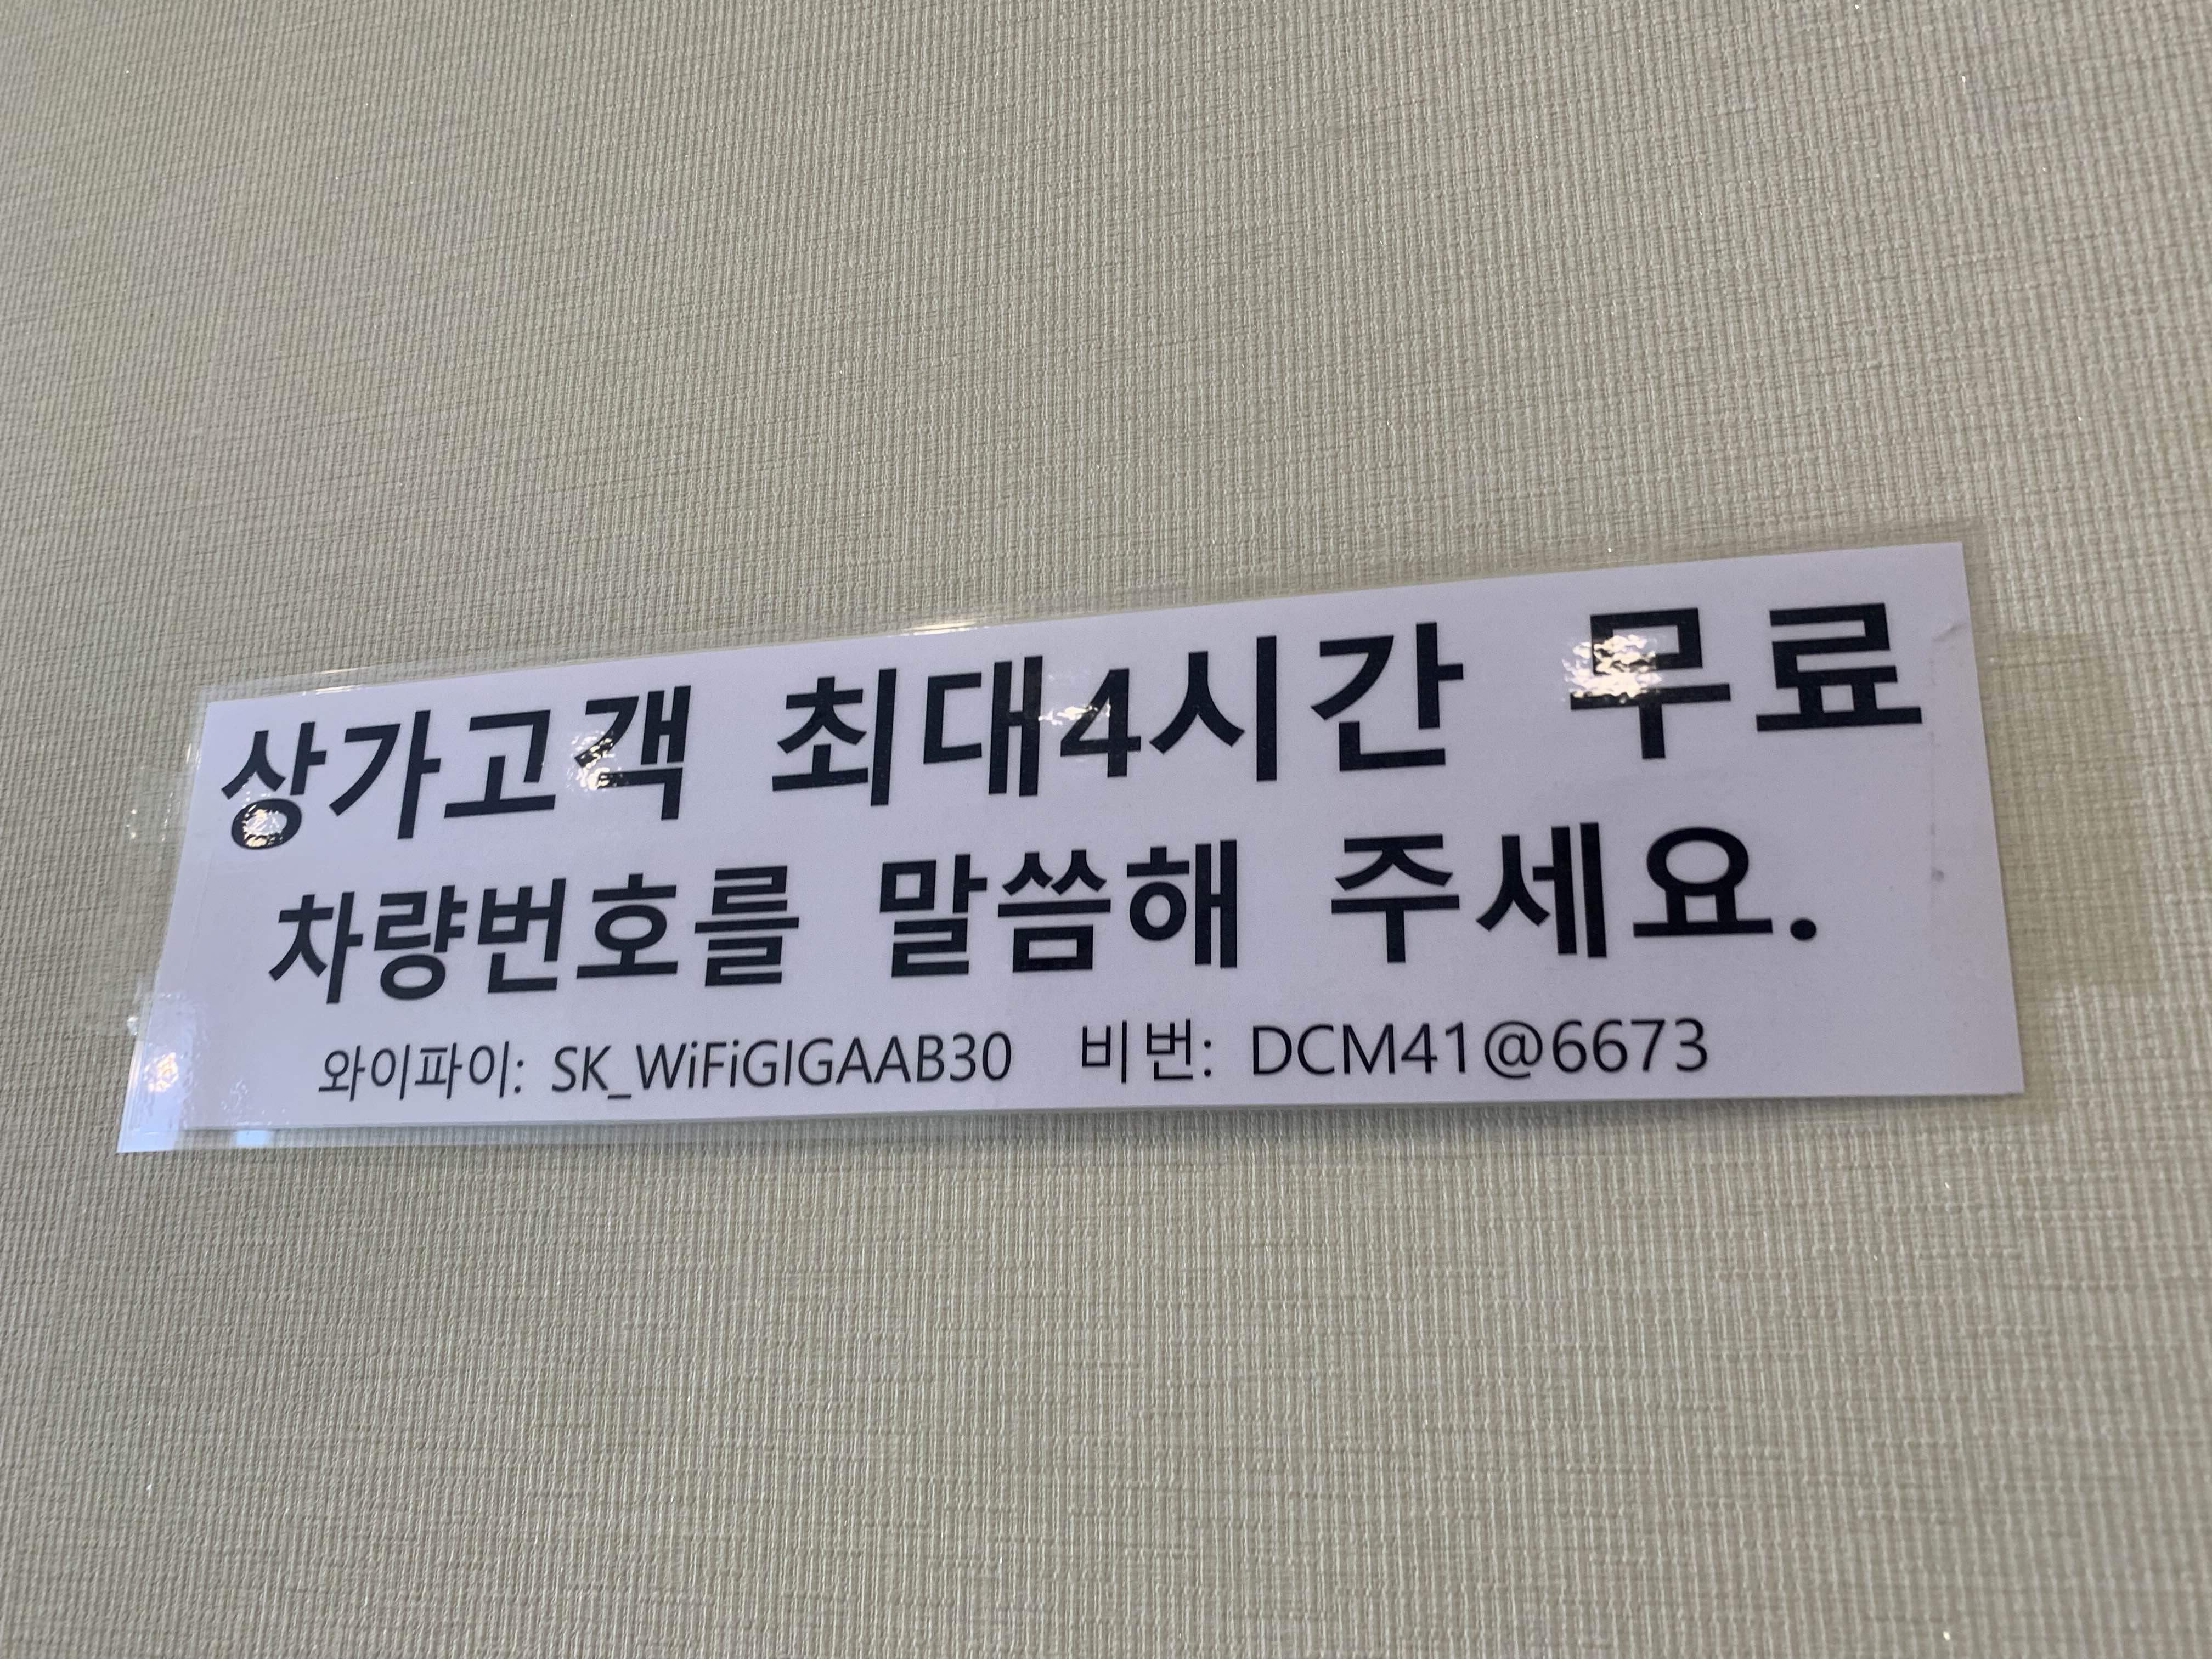 상가고객 최대4시간 무료
차량번호를 말씀해 주세요.
와이파이: SK_WiFiGIGAAB30 비번: DCM41@6673